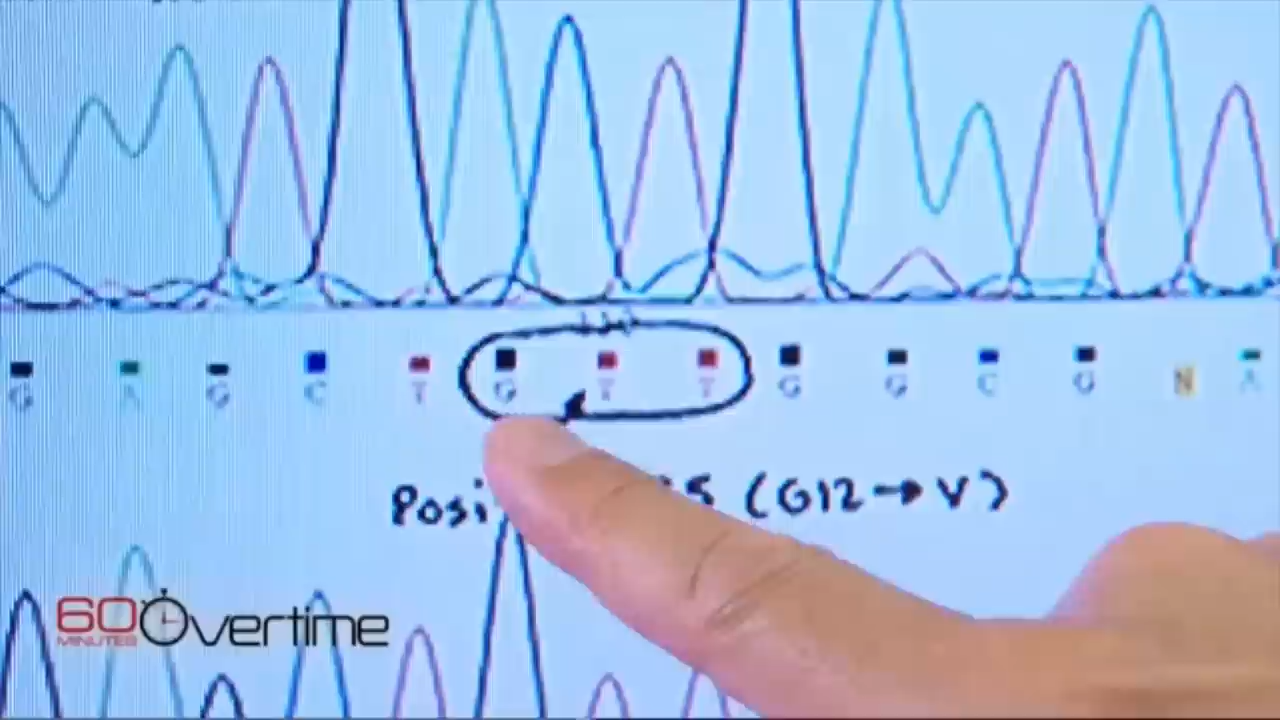 G A G C T G T T G G C G N A
Posi S (G12→V)
60 Overtime
MINUTES